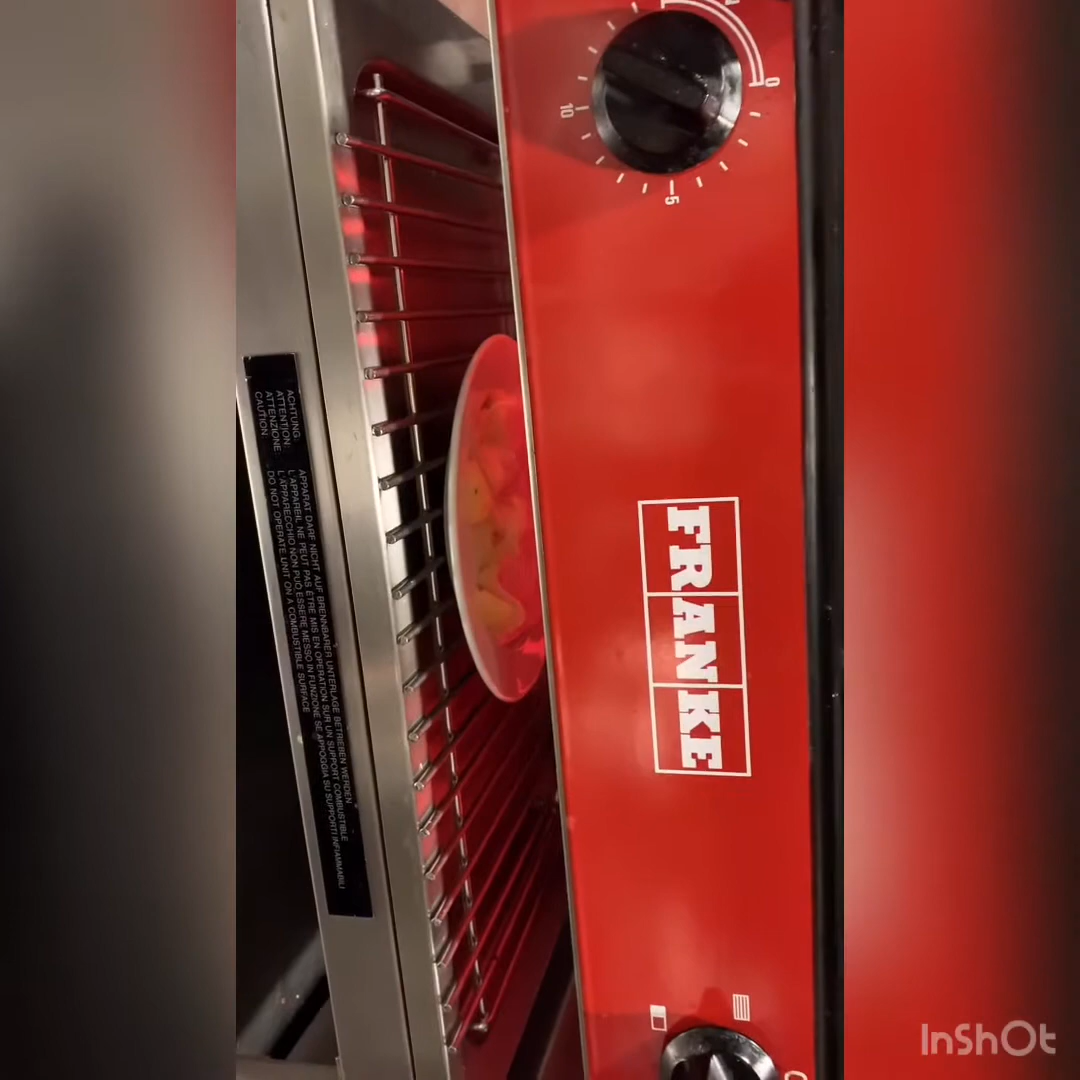 0
5
10
FRANKE
ACHTUNG: APPARAT DARF NICHT AUF BRENNBARER UNTERLAGE BETRIEBEN WERDEN
ATTENTION: L'APPAREIL NE PEUT PAS ÊTRE MIS EN OPERATION SUR UN SUPPORT COMBUSTIBLE
ATTENZIONE: L'APPARECCHIO NON PUÒ ESSERE MESSO IN FUNZIONE SE APPOGGIA SU SUPPORTI INFIAMMABILI
CAUTION: DO NOT OPERATE UNIT ON A COMBUSTIBLE SURFACE
InShOt